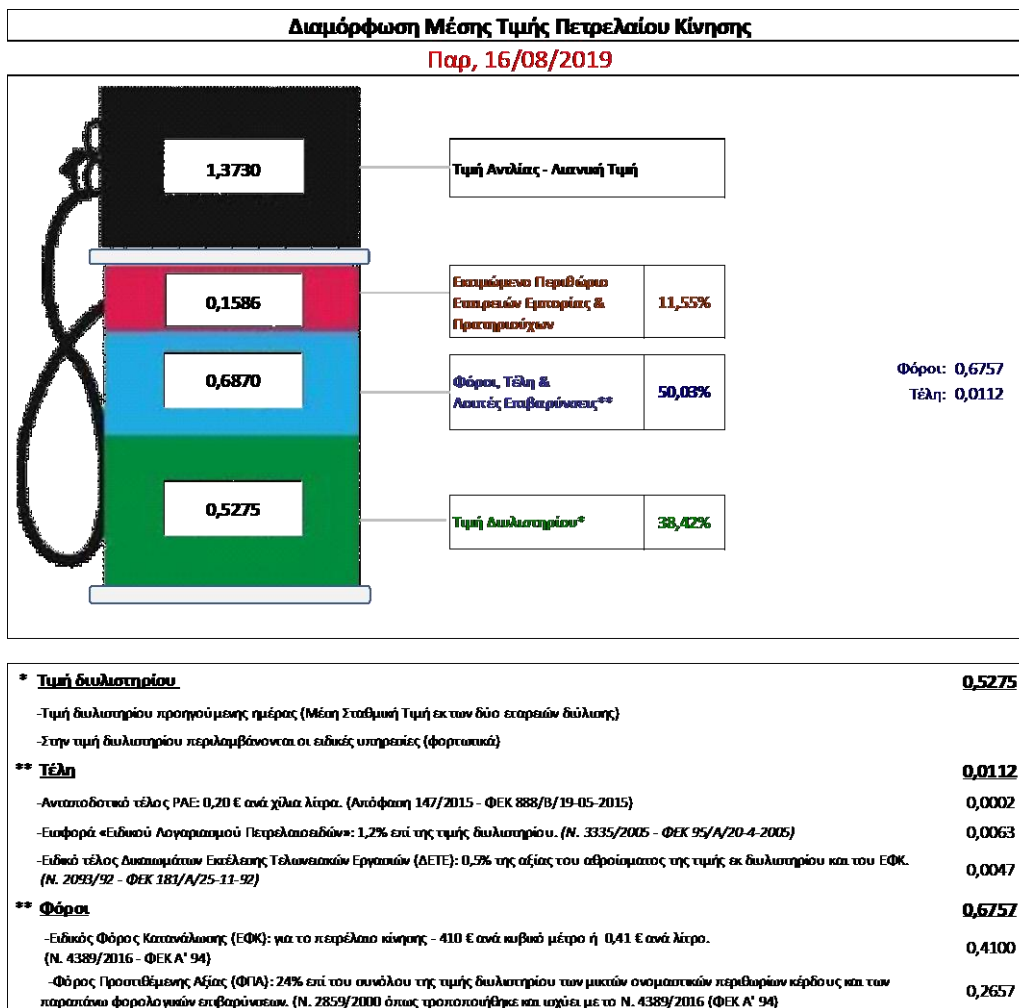 Διαμόρφωση Μέσης Τιμής Πετρελαίου Κίνησης
Παρ, 16/08/2019
1,3730
Τιμή Αντλίας - Λιανική Τιμή
0,1586
Εκτιμώμενο Περιθώριο
Εταιρειών Εμπορίας &
Πρατηριούχων
11,55%
0,6870
Φόροι, Τέλη &
Λοιπές Επιβαρύνσεις**
50,03%
Φόροι: 0,6757
Τέλη: 0,0112
0,5275
Τιμή Διυλιστηρίου*
38,42%
* Τιμή διυλιστηρίου 0,5275
-Τιμή διυλιστηρίου προηγούμενης ημέρας (Μέση Σταθμική Τιμή εκ των δύο εταρειών διύλισης)
-Στην τιμή διυλιστηρίου περιλαμβάνονται οι ειδικές υπηρεσίες (φορτωτικά)
** Τέλη 0,0112
-Ανταποδοτικό τέλος ΡΑΕ: 0,20 € ανά χίλια λίτρα. (Απόφαση 147/2015 - ΦΕΚ 888/Β/19-05-2015) 0,0002
-Εισφορά «Ειδικού Λογαριασμού Πετρελαιοειδών»: 1,2% επί της τιμής διυλιστηρίου. (Ν. 3335/2005 - ΦΕΚ 95/Α/20-4-2005) 0,0063
-Ειδικό τέλος Δικαιωμάτων Εκτέλεσης Τελωνειακών Εργασιών (ΔΕΤΕ): 0,5% της αξίας του αθροίσματος της τιμής εκ διυλιστηρίου και του ΕΦΚ.
(Ν. 2093/92 - ΦΕΚ 181/Α/25-11-92) 0,0047
** Φόροι 0,6757
-Ειδικός Φόρος Κατανάλωσης (ΕΦΚ): για το πετρέλαιο κίνησης - 410 € ανά κυβικό μέτρο ή 0,41 € ανά λίτρο.
(Ν. 4389/2016 - ΦΕΚ Α' 94) 0,4100
-Φόρος Προστιθέμενης Αξίας (ΦΠΑ): 24% επί του συνόλου της τιμής διυλιστηρίου των μικτών ονομαστικών περιθωρίων κέρδους και των
παραπάνω φορολογικών επιβαρύνσεων. (Ν. 2859/2000 όπως τροποποιήθηκε και ισχύει με το Ν. 4389/2016 (ΦΕΚ Α' 94) 0,2657